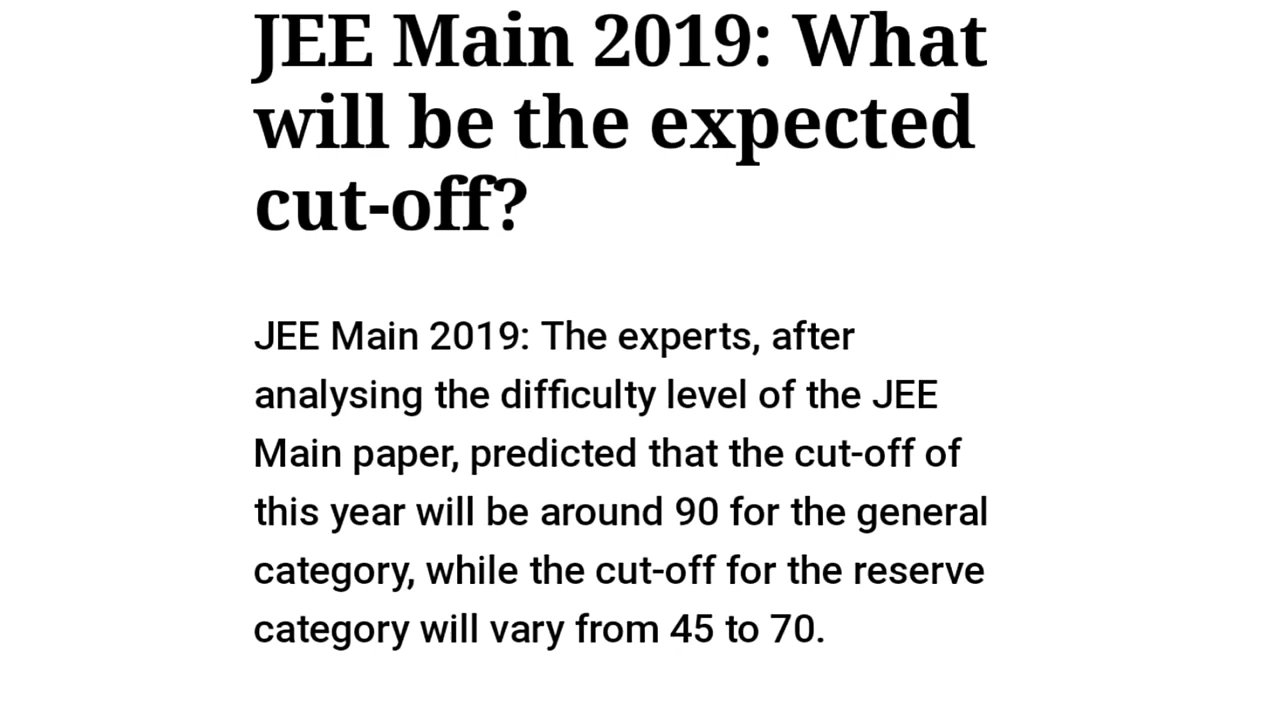 JEE Main 2019: What
will be the expected
cut-off?
JEE Main 2019: The experts, after
analysing the difficulty level of the JEE
Main paper, predicted that the cut-off of
this year will be around 90 for the general
category, while the cut-off for the reserve
category will vary from 45 to 70.